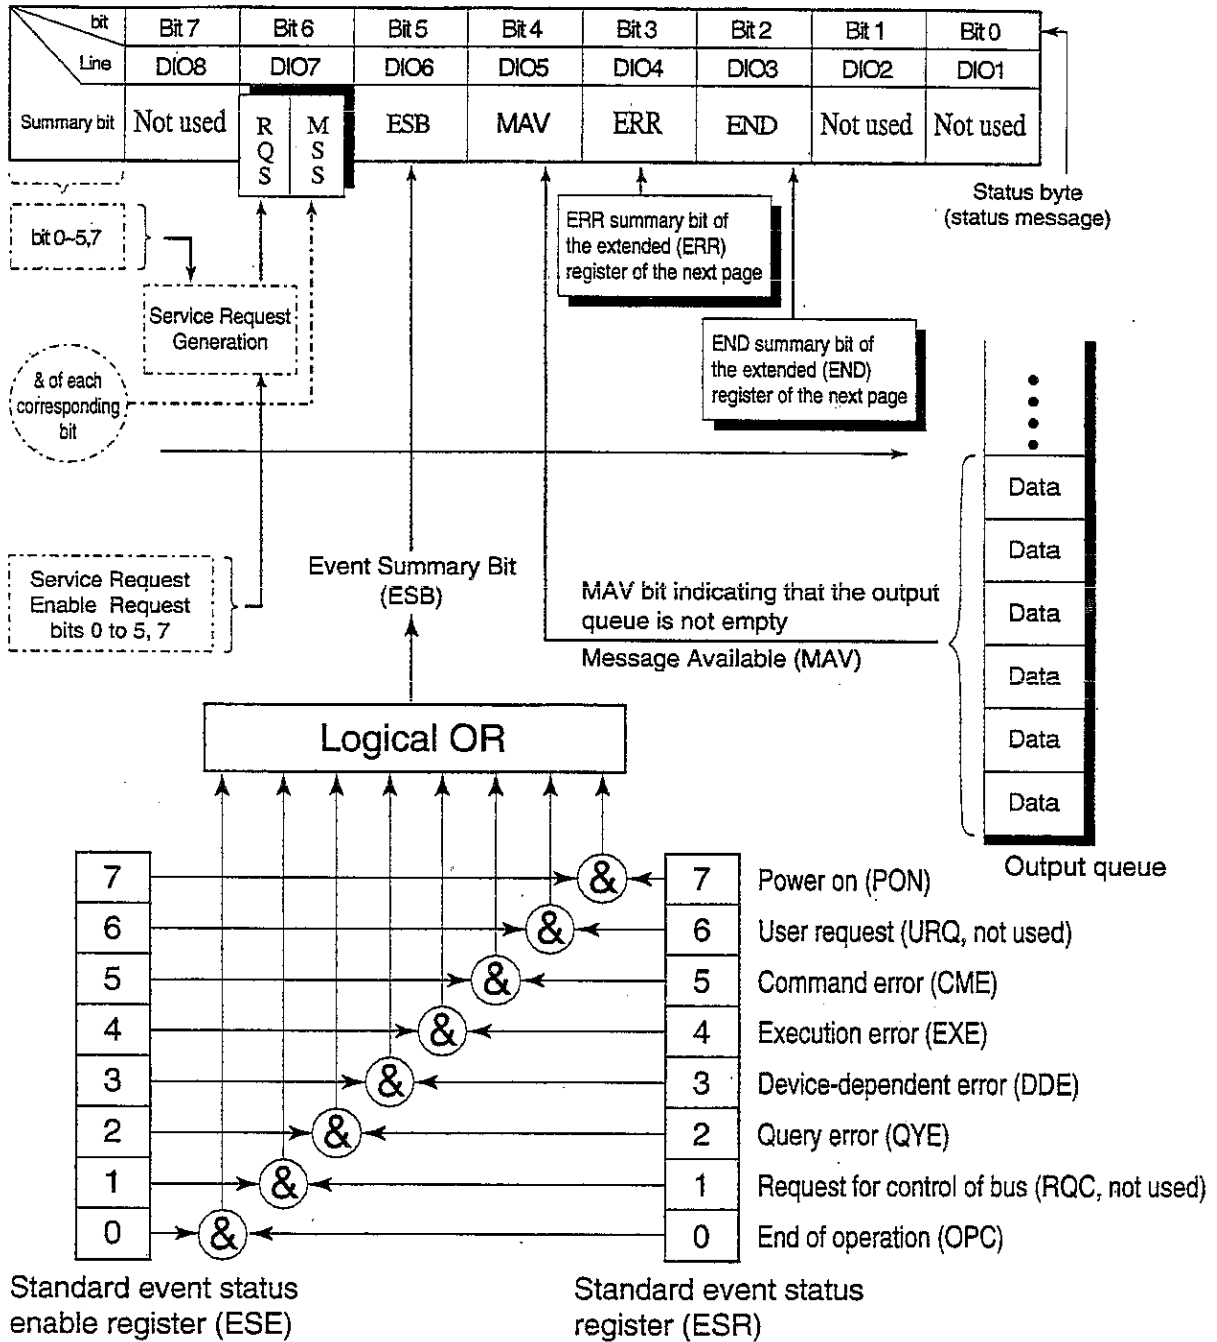 bit Bit 7 Bit 6 Bit 5 Bit 4 Bit 3 Bit 2 Bit 1 Bit 0
Line DIO8 DIO7 DIO6 DIO5 DIO4 DIO3 DIO2 DIO1
Summary bit Not used RQS MSS ESB MAV ERR END Not used Not used
Status byte
(status message)
bit 0~5,7
ERR summary bit of
the extended (ERR)
register of the next page
Service Request
Generation
END summary bit of
the extended (END)
register of the next page
& of each
corresponding
bit
Data
Data
Data
Data
Data
Data
Output queue
Service Request
Enable Request
bits 0 to 5, 7
Event Summary Bit
(ESB)
MAV bit indicating that the output
queue is not empty
Message Available (MAV)
Logical OR
7 & 7 Power on (PON)
6 & 6 User request (URQ, not used)
5 & 5 Command error (CME)
4 & 4 Execution error (EXE)
3 & 3 Device-dependent error (DDE)
2 & 2 Query error (QYE)
1 & 1 Request for control of bus (RQC, not used)
0 & 0 End of operation (OPC)
Standard event status
enable register (ESE)
Standard event status
register (ESR)